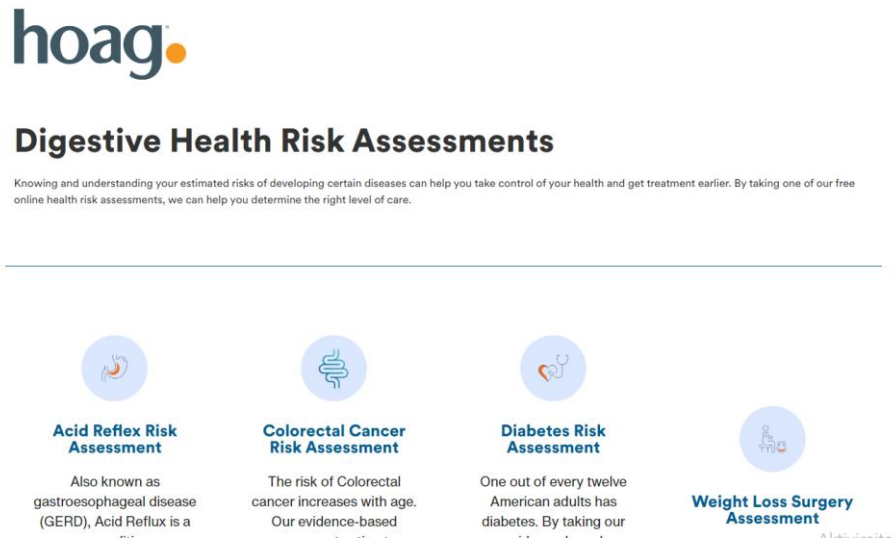 hoag.
Digestive Health Risk Assessments
Knowing and understanding your estimated risks of developing certain diseases can help you take control of your health and get treatment earlier. By taking one of our free
online health risk assessments, we can help you determine the right level of care.
Acid Reflex Risk
Assessment
Also known as
gastroesophageal disease
(GERD), Acid Reflux is a
Colorectal Cancer
Risk Assessment
The risk of Colorectal
cancer increases with age.
Our evidence-based
Diabetes Risk
Assessment
One out of every twelve
American adults has
diabetes. By taking our
Weight Loss Surgery
Assessment